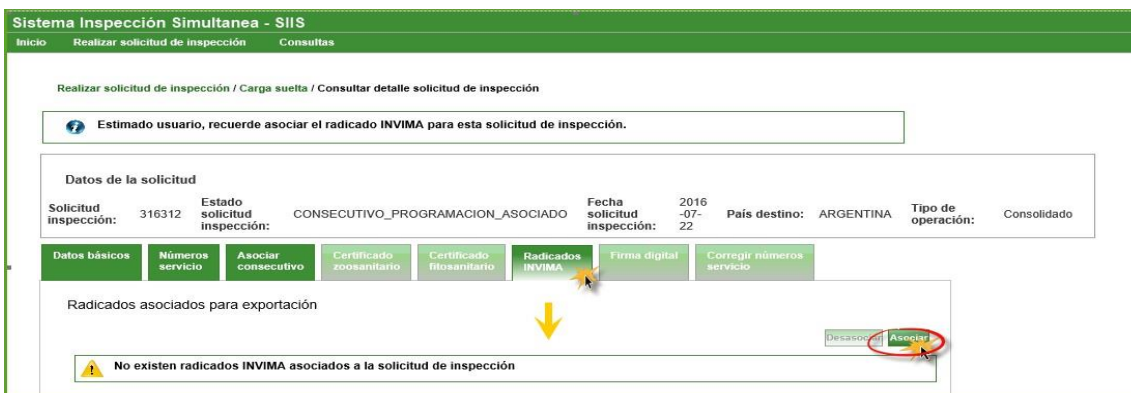 Sistema Inspección Simultanea - SIIS
Inicio Realizar solicitud de inspección Consultas
Realizar solicitud de inspección / Carga suelta / Consultar detalle solicitud de inspección
Estimado usuario, recuerde asociar el radicado INVIMA para esta solicitud de inspección.
Datos de la solicitud
Solicitud inspección: 316312 Estado solicitud inspección: CONSECUTIVO_PROGRAMACION_ASOCIADO Fecha solicitud inspección: 2016-07-22 País destino: ARGENTINA Tipo de operación: Consolidado
Datos básicos Números servicio Asociar consecutivo Certificado zoosanitario Certificado fitosanitario Radicados INVIMA Firma digital Corregir números servicio
Radicados asociados para exportación
Desasociar Asociar
No existen radicados INVIMA asociados a la solicitud de inspección